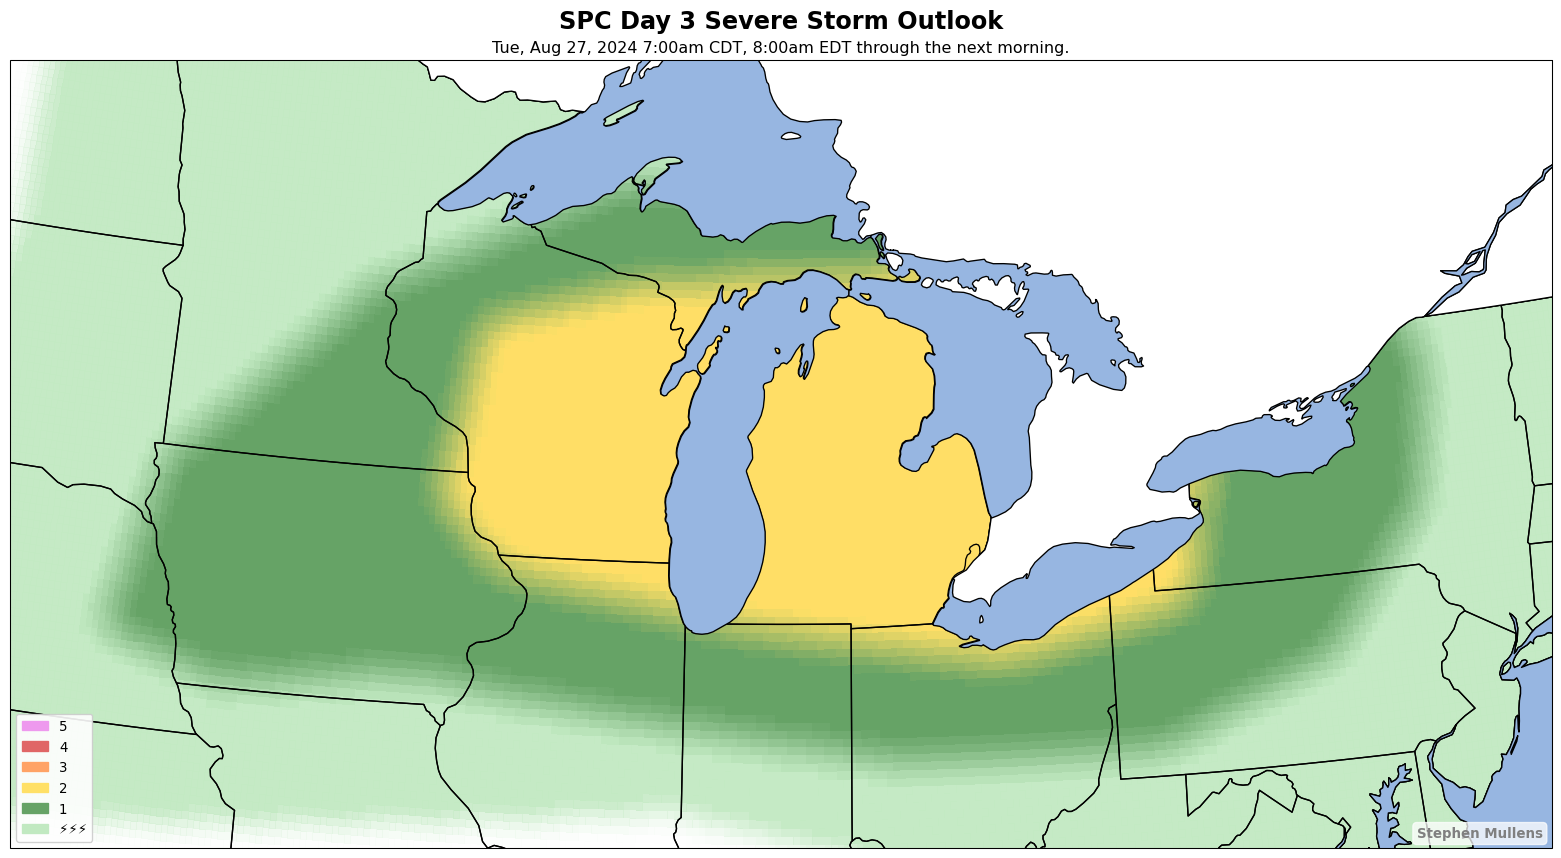 SPC Day 3 Severe Storm Outlook
Tue, Aug 27, 2024 7:00am CDT, 8:00am EDT through the next morning.
5
4
3
2
1
⚡⚡⚡
Stephen Mullens